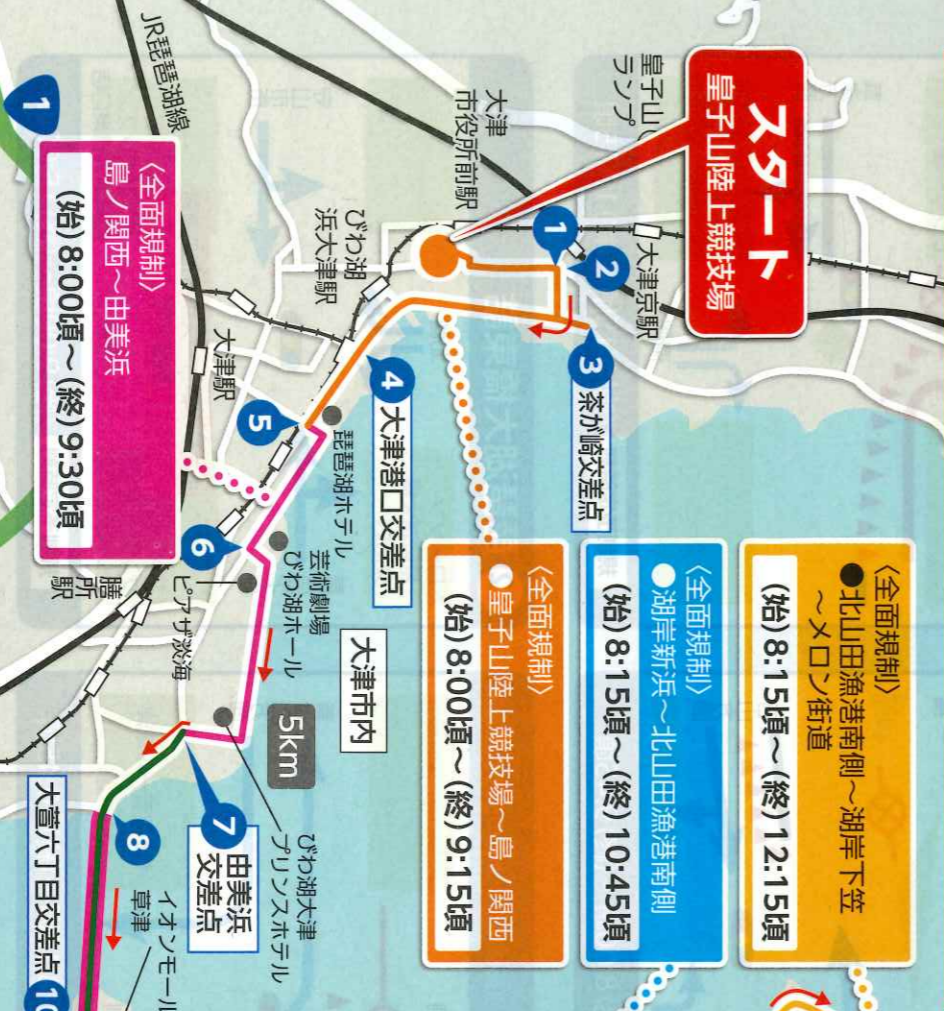 スタート
皇子山陸上競技場
皇子山
ランプ
大津
市役所前駅
大津京駅
JR琵琶湖線
1
1
2
3
茶が崎交差点
びわ湖
浜大津駅
大津駅
4
大津港口交差点
5
琵琶湖ホテル
6
芸術劇場
びわ湖ホール
ピアザ淡海
膳所
駅
〈全面規制〉
島ノ関西~由美浜
(始)8:00頃~(終)9:30頃
〈全面規制〉
●北山田漁港南側~湖岸下笠
~メロン街道
(始)8:15頃~(終)12:15頃
〈全面規制〉
●湖岸新浜~北山田漁港南側
(始)8:15頃~(終)10:45頃
〈全面規制〉
●皇子山陸上競技場~島ノ関西
(始)8:00頃~(終)9:15頃
大津市内
5km
びわ湖大津
プリンスホテル
7
由美浜
交差点
8
イオンモール
草津
大萱六丁目交差点
10